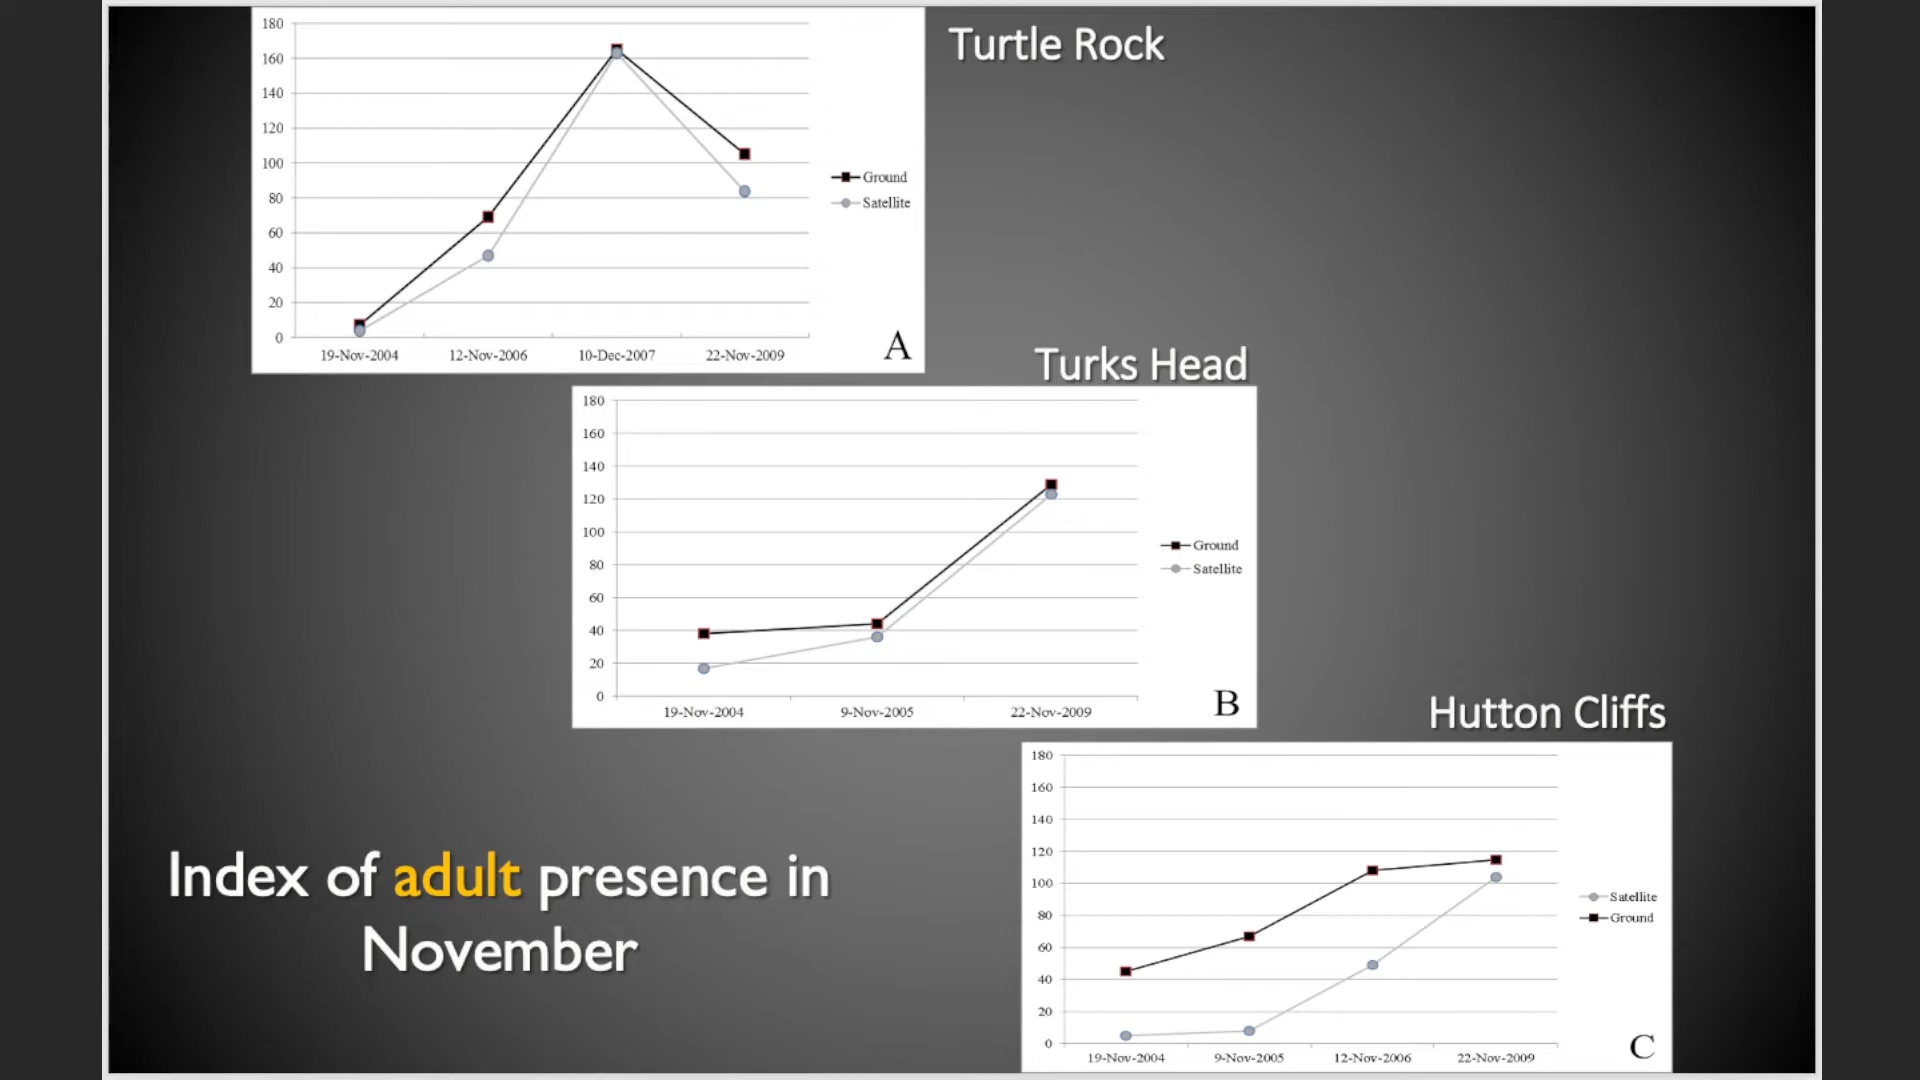 Turtle Rock
180
160
140
120
100
80
60
40
20
0
19-Nov-2004 12-Nov-2006 10-Dec-2007 22-Nov-2009
Ground
Satellite
A
Turks Head
180
160
140
120
100
80
60
40
20
0
19-Nov-2004 9-Nov-2005 22-Nov-2009
Ground
Satellite
B
Hutton Cliffs
180
160
140
120
100
80
60
40
20
0
19-Nov-2004 9-Nov-2005 12-Nov-2006 22-Nov-2009
Satellite
Ground
C
Index of adult presence in
November